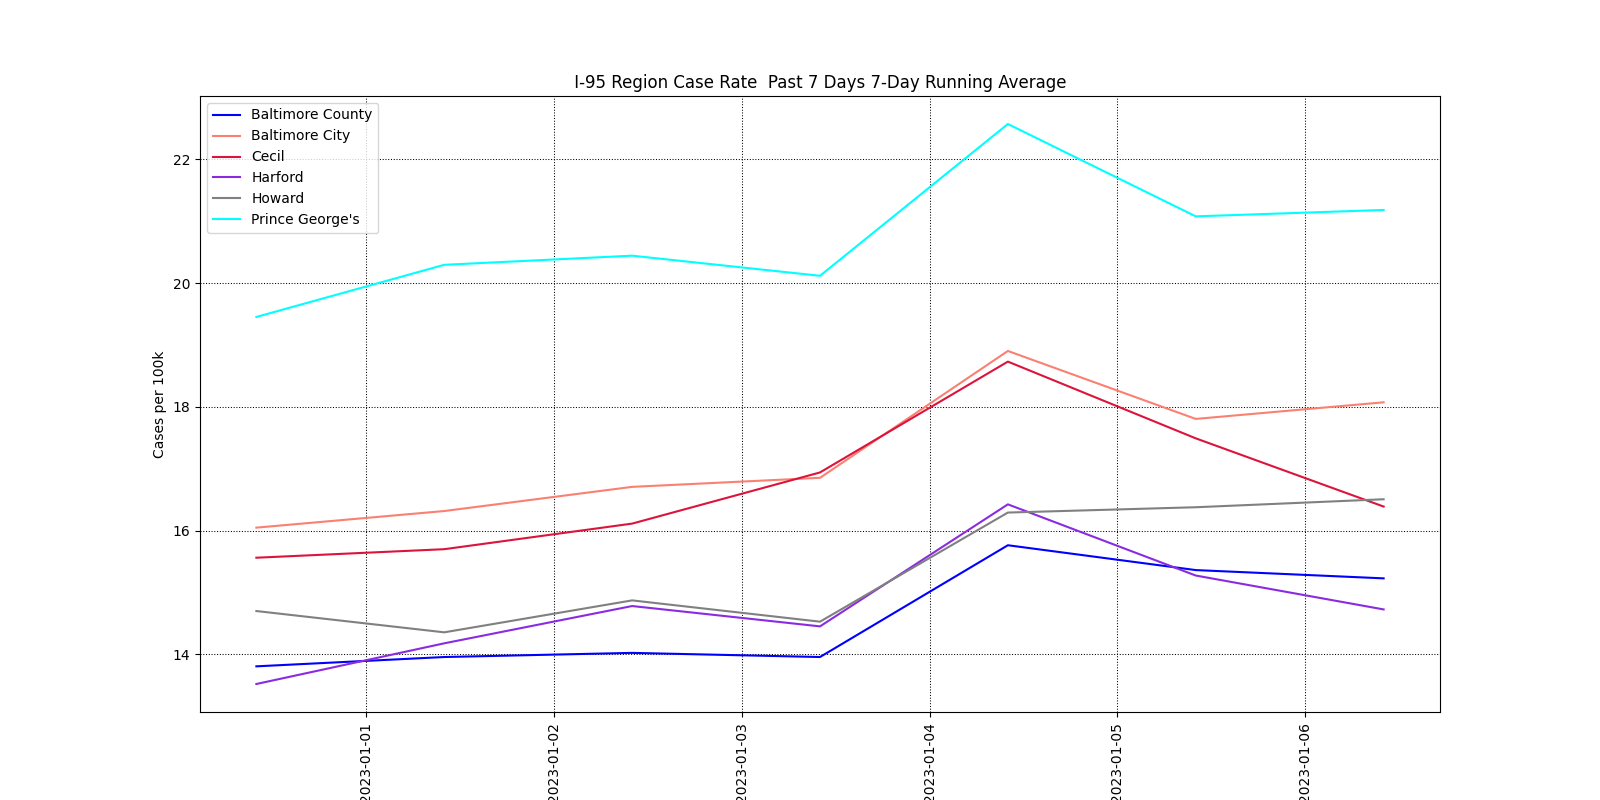 I-95 Region Case Rate  Past 7 Days 7-Day Running Average
Baltimore County
Baltimore City
Cecil
Harford
Howard
Prince George's
22
20
18
16
14
Cases per 100k
2023-01-01
2023-01-02
2023-01-03
2023-01-04
2023-01-05
2023-01-06